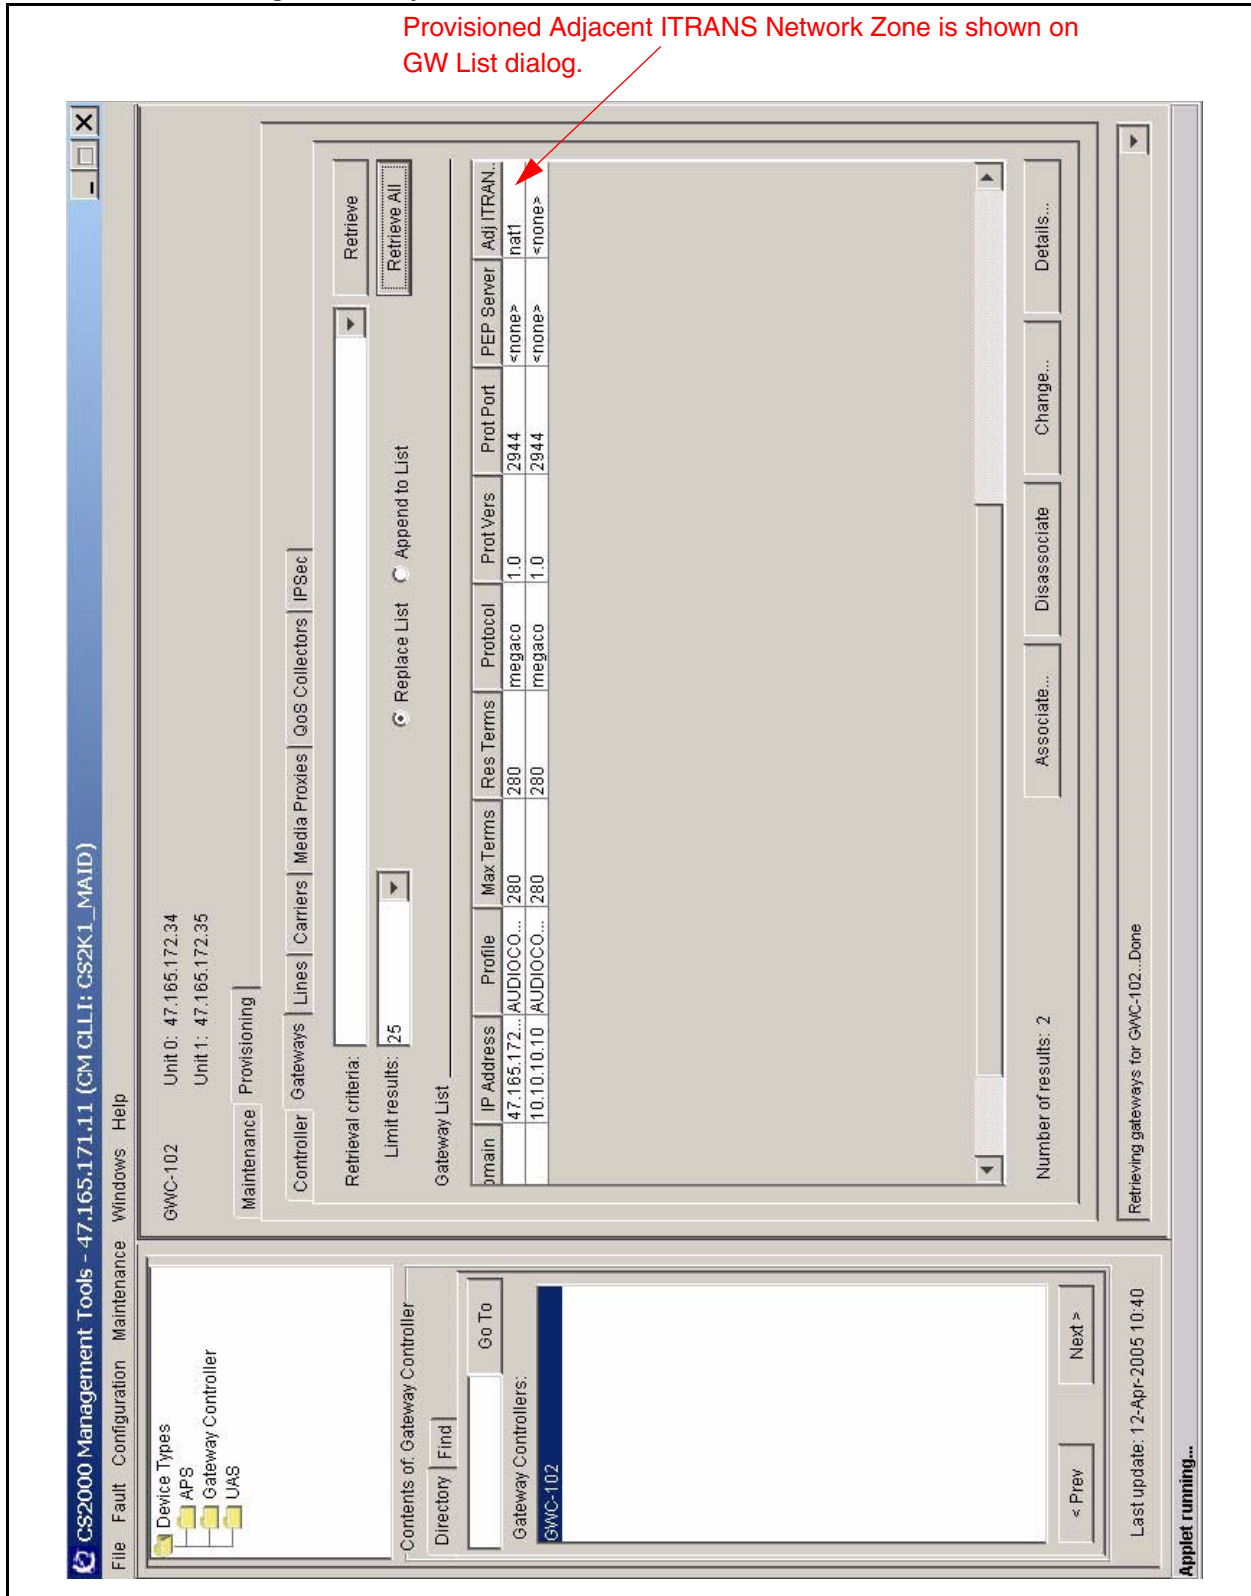 Provisioned Adjacent ITRANS Network Zone is shown on
GW List dialog.
CS2000 Management Tools - 47.165.171.11 (CM CLLI: CS2K1_MAID)
File Fault Configuration Maintenance Windows Help
Device Types
APS
Gateway Controller
UAS
Contents of: Gateway Controller
Directory Find
Go To
Gateway Controllers:
GWC-102
< Prev Next >
Last update: 12-Apr-2005 10:40
GWC-102
Unit 0: 47.165.172.34
Unit 1: 47.165.172.35
Maintenance Provisioning
Controller Gateways Lines Carriers Media Proxies QoS Collectors IPSec
Retrieval criteria: Retrieve
Limit results: 25 Replace List Append to List Retrieve All
Gateway List
omain IP Address Profile Max Terms Res Terms Protocol Prot Vers Prot Port PEP Server Adj ITRAN...
47.165.172... AUDIOCO... 280 280 megaco 1.0 2944 <none> nat1
10.10.10.10 AUDIOCO... 280 280 megaco 1.0 2944 <none> <none>
Number of results: 2 Associate... Disassociate Change... Details...
Retrieving gateways for GWC-102...Done
Applet running...